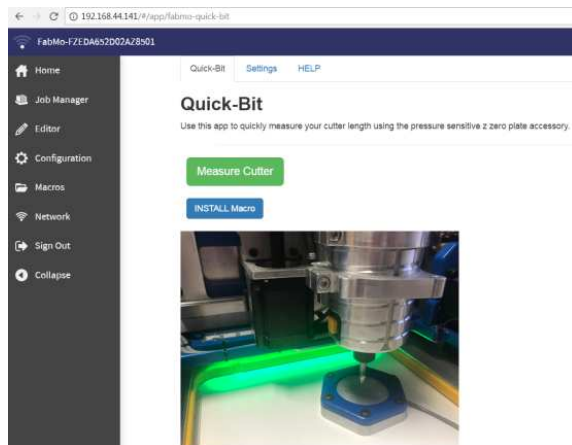 192.168.44.141/#/app/fabmo-quick-bit
FabMo-FZEDA652D02AZ8501
Home
Job Manager
Editor
Configuration
Macros
Network
Sign Out
Collapse
Quick-Bit Settings HELP
Quick-Bit
Use this app to quickly measure your cutter length using the pressure sensitive z zero plate accessory.
Measure Cutter
INSTALL Macro